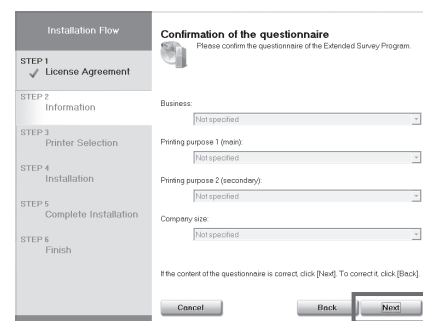 Installation Flow
STEP 1
License Agreement
STEP 2
Information
STEP 3
Printer Selection
STEP 4
Installation
STEP 5
Complete Installation
STEP 6
Finish
Confirmation of the questionnaire
Please confirm the questionnaire of the Extended Survey Program.
Business:
Not specified
Printing purpose 1 (main):
Not specified
Printing purpose 2 (secondary):
Not specified
Company size:
Not specified
If the content of the questionnaire is correct, click [Next]. To correct it, click [Back].
Cancel
Back
Next